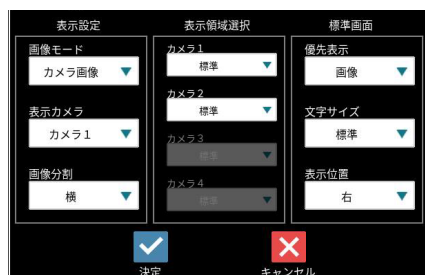 表示設定
画像モード
カメラ画像
表示カメラ
カメラ1
画像分割
横
表示領域選択
カメラ1
標準
カメラ2
標準
カメラ3
標準
カメラ4
標準
標準画面
優先表示
画像
文字サイズ
標準
表示位置
右
決定
キャンセル